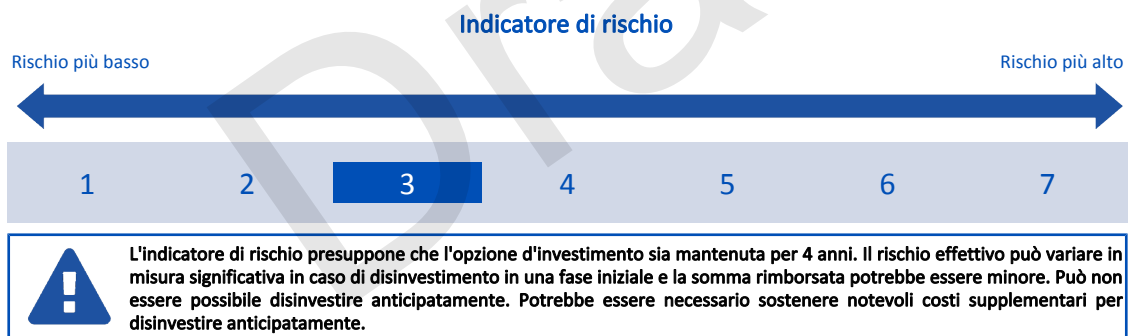 Indicatore di rischio
Rischio più basso
Rischio più alto
1 2 3 4 5 6 7
L'indicatore di rischio presuppone che l'opzione d'investimento sia mantenuta per 4 anni. Il rischio effettivo può variare in
misura significativa in caso di disinvestimento in una fase iniziale e la somma rimborsata potrebbe essere minore. Può non
essere possibile disinvestire anticipatamente. Potrebbe essere necessario sostenere notevoli costi supplementari per
disinvestire anticipatamente.